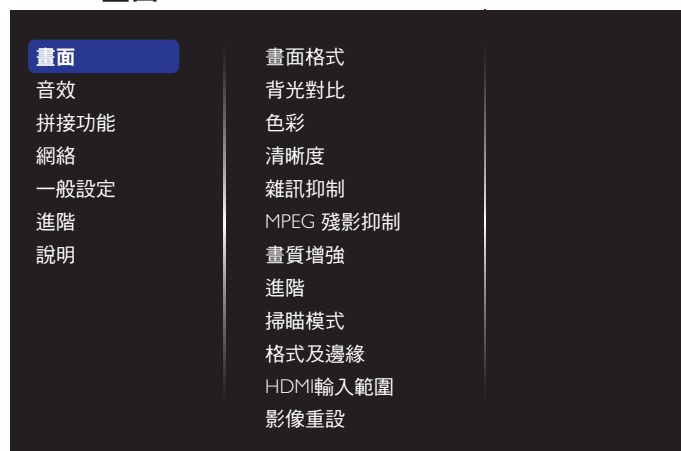 畫面
音效
拼接功能
網絡
一般設定
進階
說明
畫面格式
背光對比
色彩
清晰度
雜訊抑制
MPEG 殘影抑制
畫質增強
進階
掃瞄模式
格式及邊緣
HDMI輸入範圍
影像重設